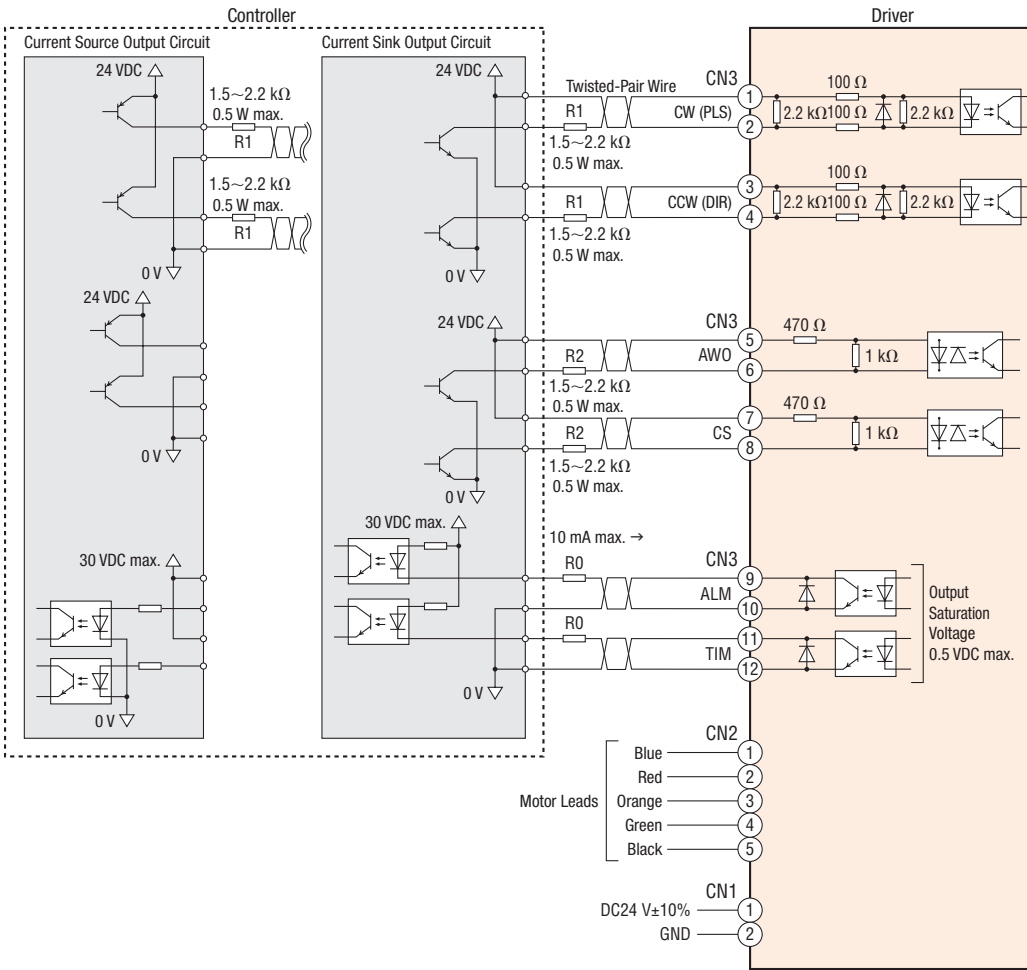 Controller
Driver
Current Source Output Circuit
Current Sink Output Circuit
24 VDC
1.5~2.2 kΩ
0.5 W max.
R1
1.5~2.2 kΩ
0.5 W max.
R1
0 V
24 VDC
0 V
30 VDC max.
0 V
24 VDC
Twisted-Pair Wire
R1
1.5~2.2 kΩ
0.5 W max.
R1
1.5~2.2 kΩ
0.5 W max.
0 V
24 VDC
R2
1.5~2.2 kΩ
0.5 W max.
R2
1.5~2.2 kΩ
0.5 W max.
0 V
30 VDC max.
10 mA max. →
R0
R0
0 V
CN3
CW (PLS)
1
2
100 Ω
2.2 kΩ
100 Ω
2.2 kΩ
CCW (DIR)
3
4
100 Ω
2.2 kΩ
100 Ω
2.2 kΩ
CN3
AWO
5
6
470 Ω
1 kΩ
CS
7
8
470 Ω
1 kΩ
CN3
ALM
9
10
TIM
11
12
Output
Saturation
Voltage
0.5 VDC max.
CN2
Motor Leads
Blue 1
Red 2
Orange 3
Green 4
Black 5
CN1
DC24 V±10% 1
GND 2